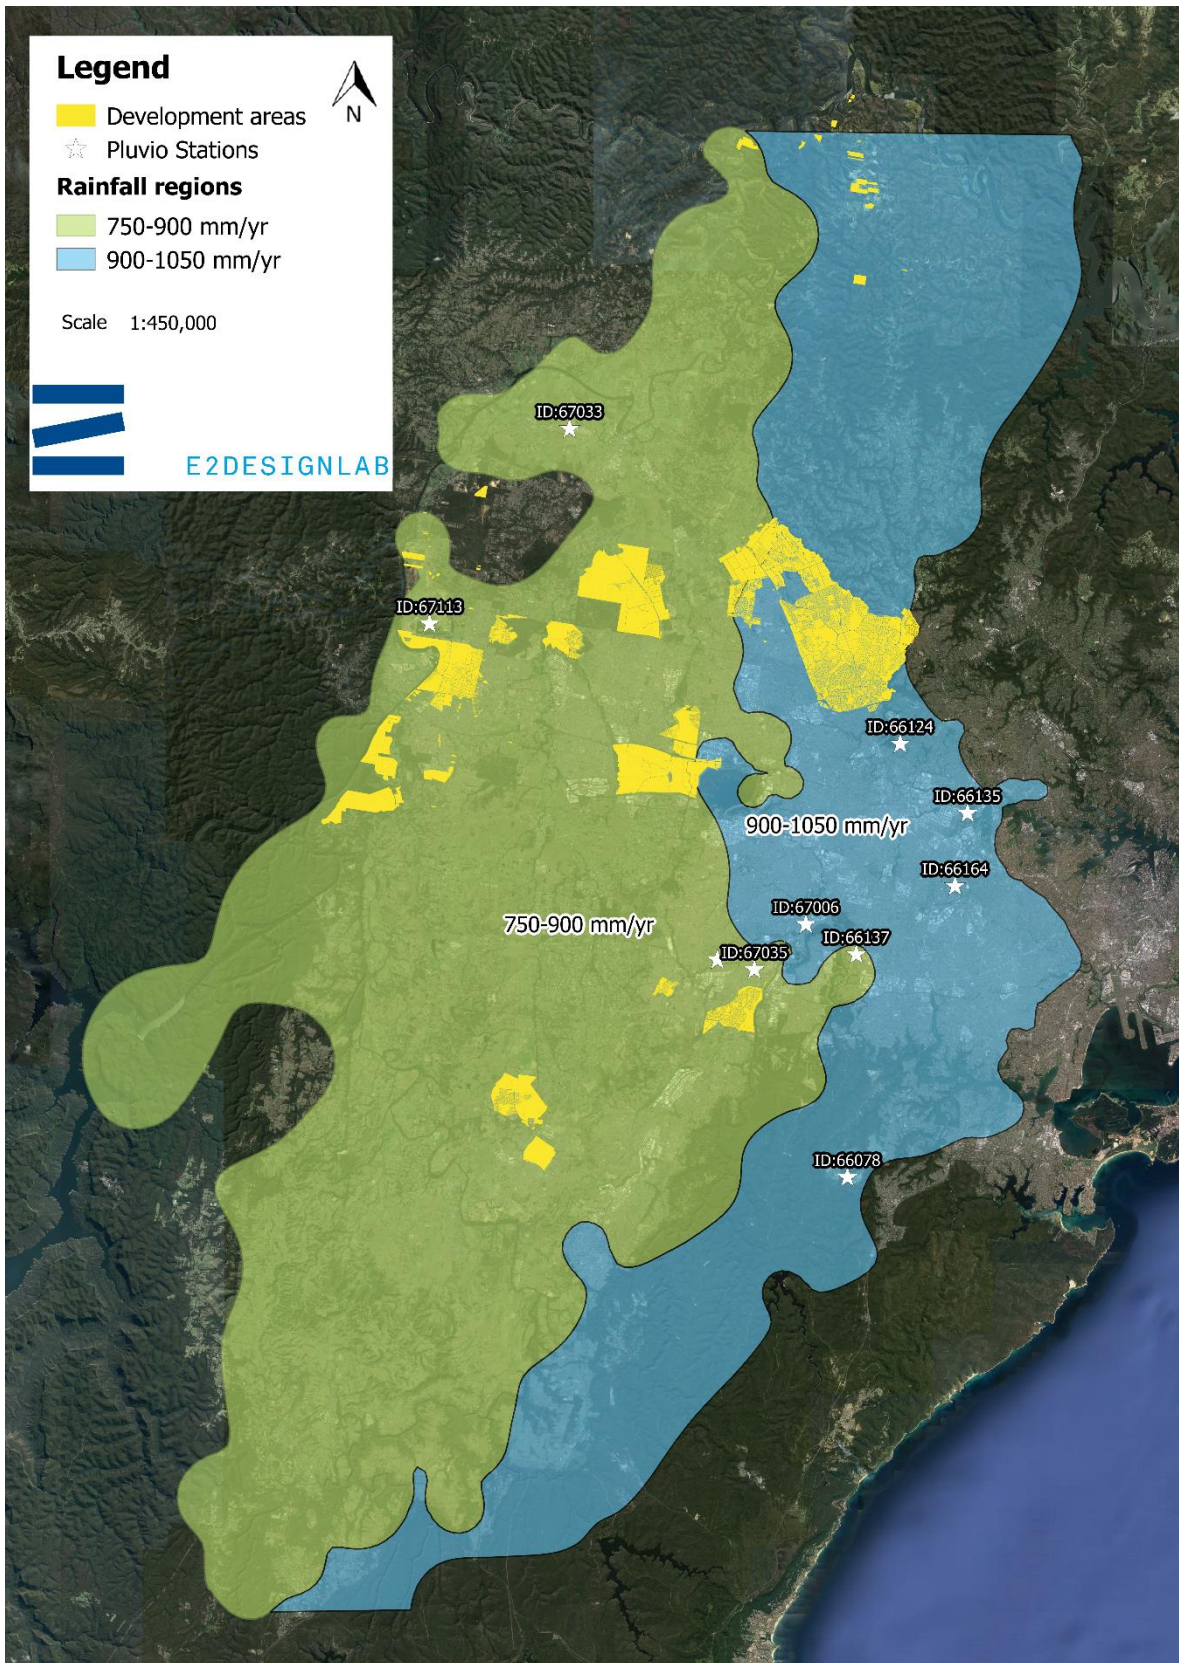 Legend
N
Development areas
Pluvio Stations
Rainfall regions
750-900 mm/yr
900-1050 mm/yr
Scale 1:450,000
E2DESIGNLAB
ID:67033
ID:67113
ID:66124
ID:66135
900-1050 mm/yr
ID:66164
ID:67006
750-900 mm/yr
ID:66137
ID:67035
ID:66078